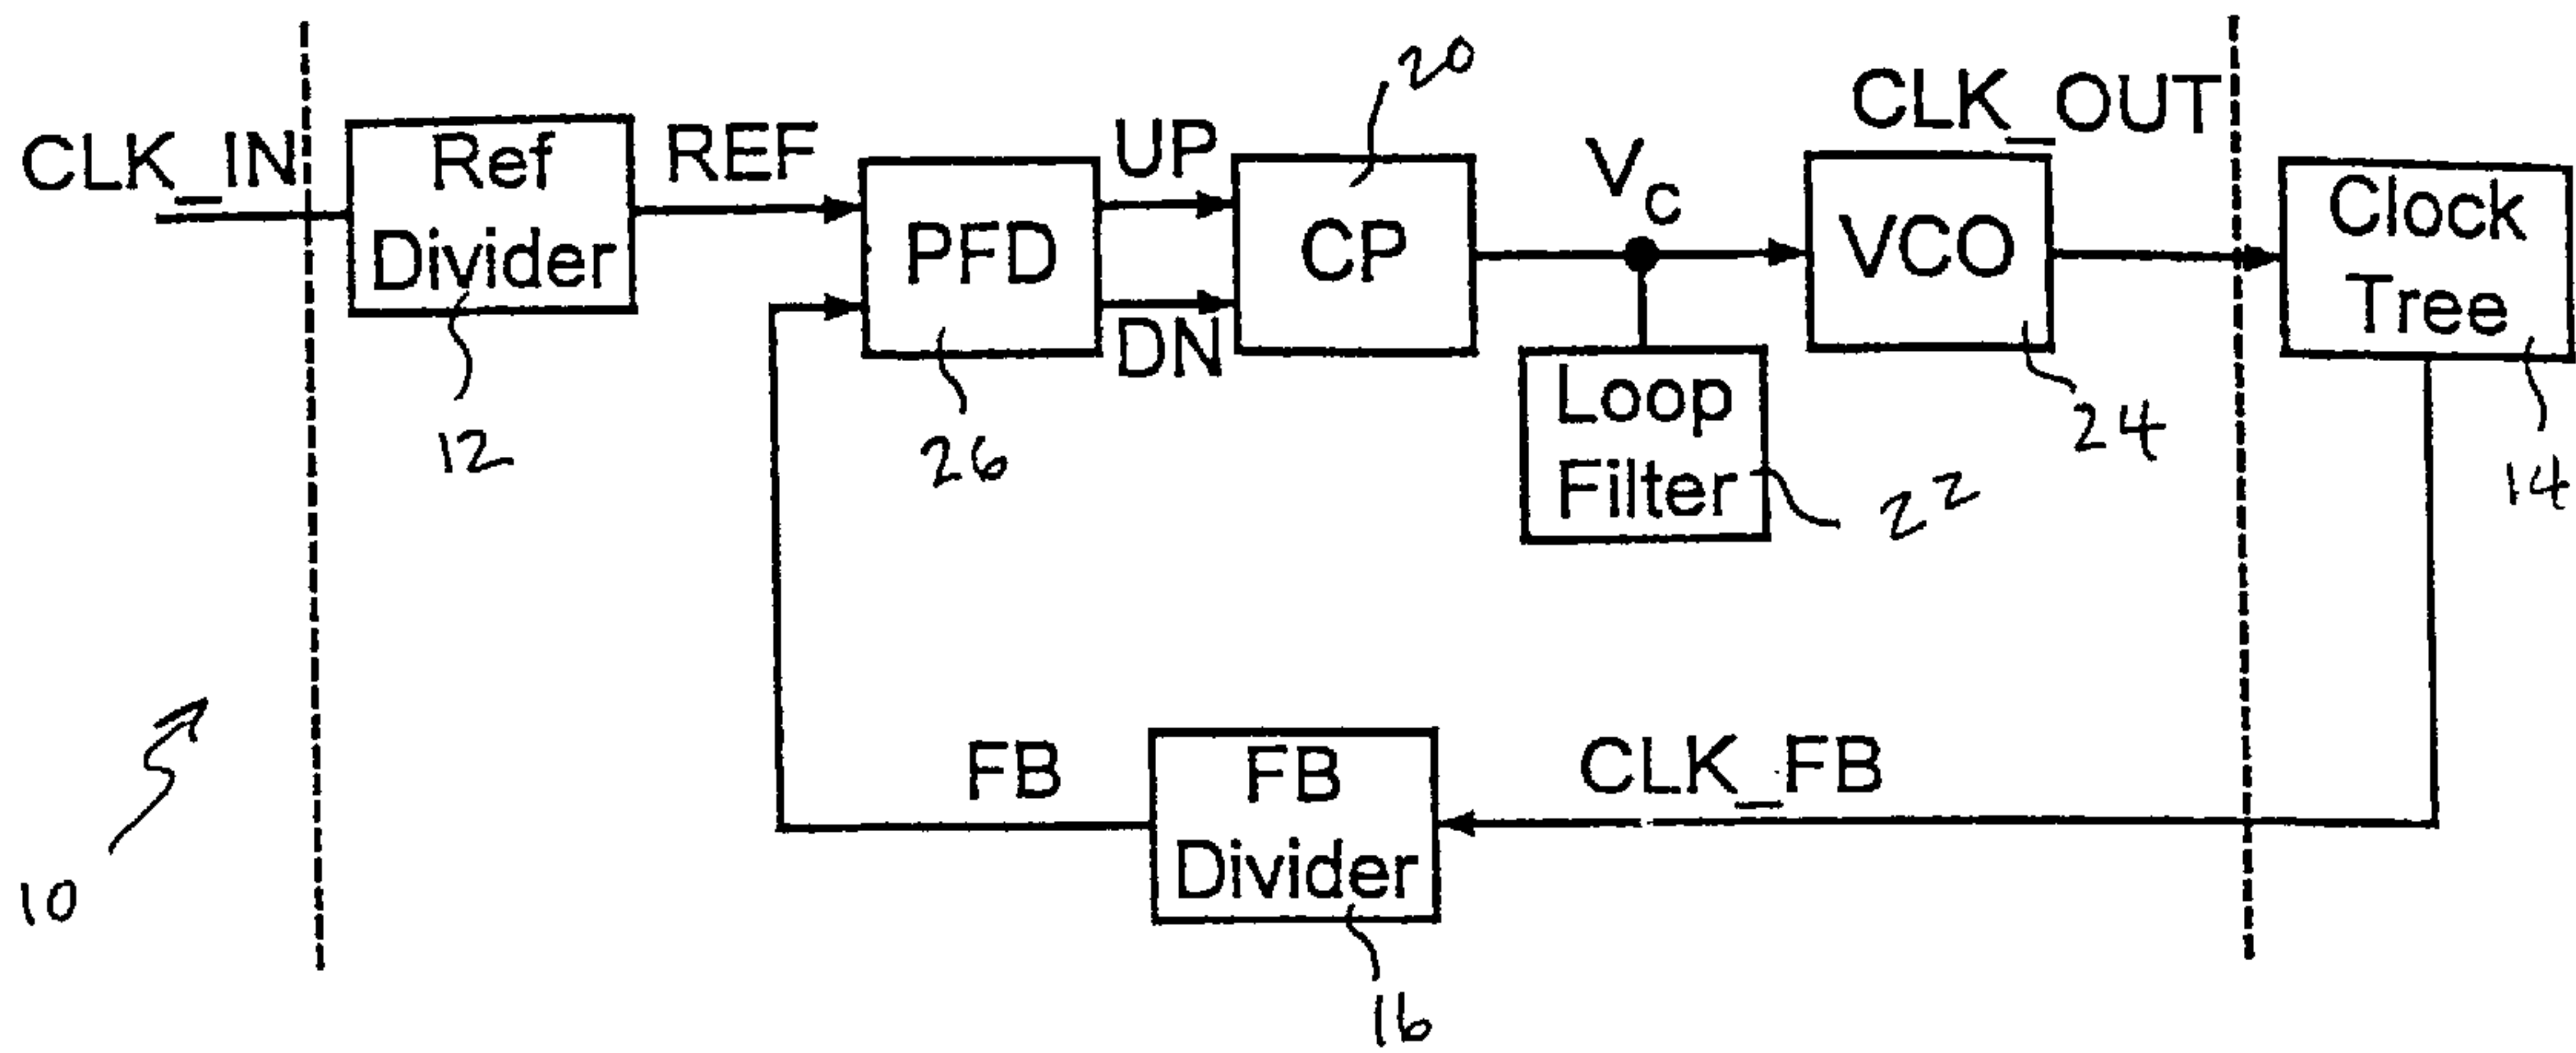 20
CLK_IN
Ref
Divider
REF
PFD
UP
DN
CP
VC
Loop
Filter
VCO
CLK_OUT
Clock
Tree
12
26
22
24
14
FB
FB
Divider
CLK_FB
10
16